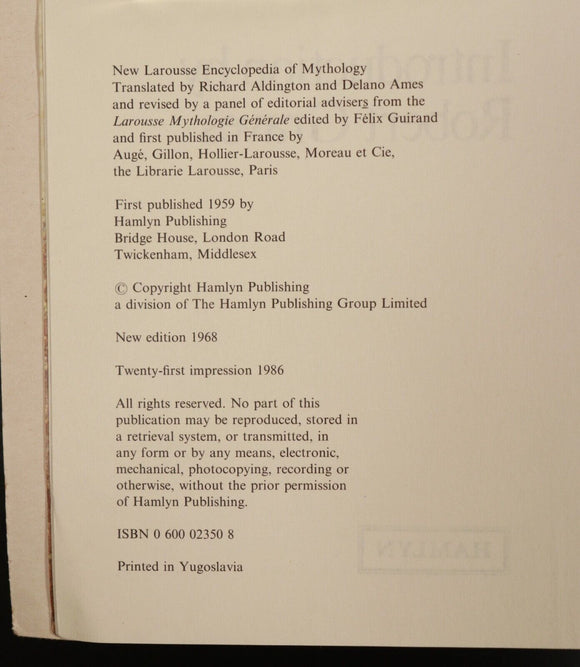 New Larousse Encyclopedia of Mythology
Translated by Richard Aldington and Delano Ames
and revised by a panel of editorial advisers from the
Larousse Mythologie Générale edited by Félix Guirand
and first published in France by
Augé, Gillon, Hollier-Larousse, Moreau et Cie,
the Librarie Larousse, Paris
First published 1959 by
Hamlyn Publishing
Bridge House, London Road
Twickenham, Middlesex
© Copyright Hamlyn Publishing
a division of The Hamlyn Publishing Group Limited
New edition 1968
Twenty-first impression 1986
All rights reserved. No part of this
publication may be reproduced, stored in
a retrieval system, or transmitted, in
any form or by any means, electronic,
mechanical, photocopying, recording or
otherwise, without the prior permission
of Hamlyn Publishing.
ISBN 0 600 02350 8
Printed in Yugoslavia
HAMLYN